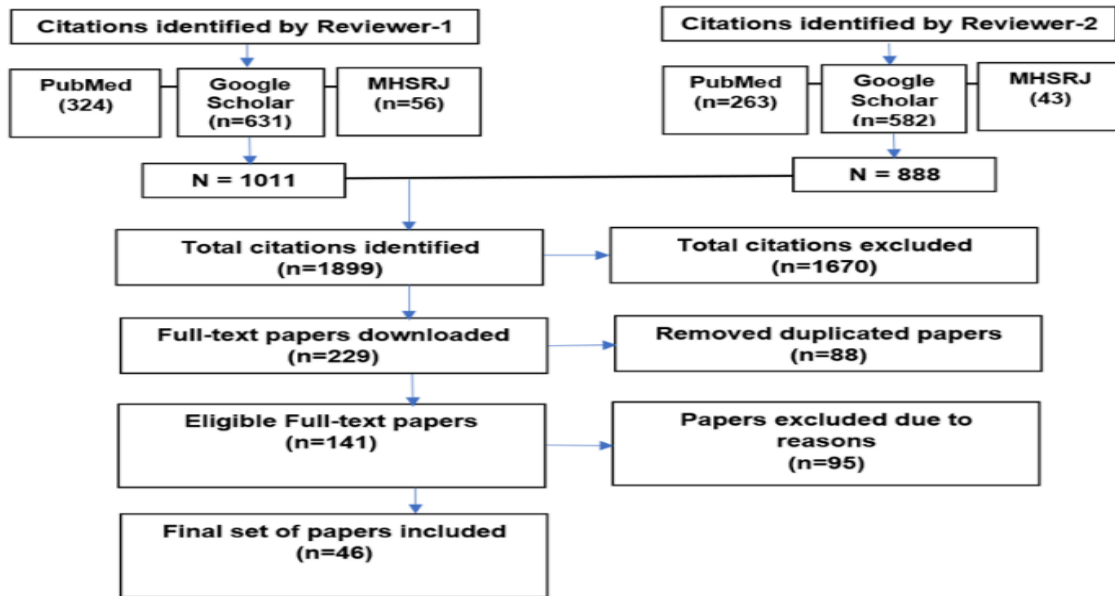 Citations identified by Reviewer-1
Citations identified by Reviewer-2
PubMed
(324)
Google
Scholar
(n=631)
MHSRJ
(n=56)
PubMed
(n=263)
Google
Scholar
(n=582)
MHSRJ
(43)
N = 1011
N = 888
Total citations identified
(n=1899)
Total citations excluded
(n=1670)
Full-text papers downloaded
(n=229)
Removed duplicated papers
(n=88)
Eligible Full-text papers
(n=141)
Papers excluded due to
reasons
(n=95)
Final set of papers included
(n=46)